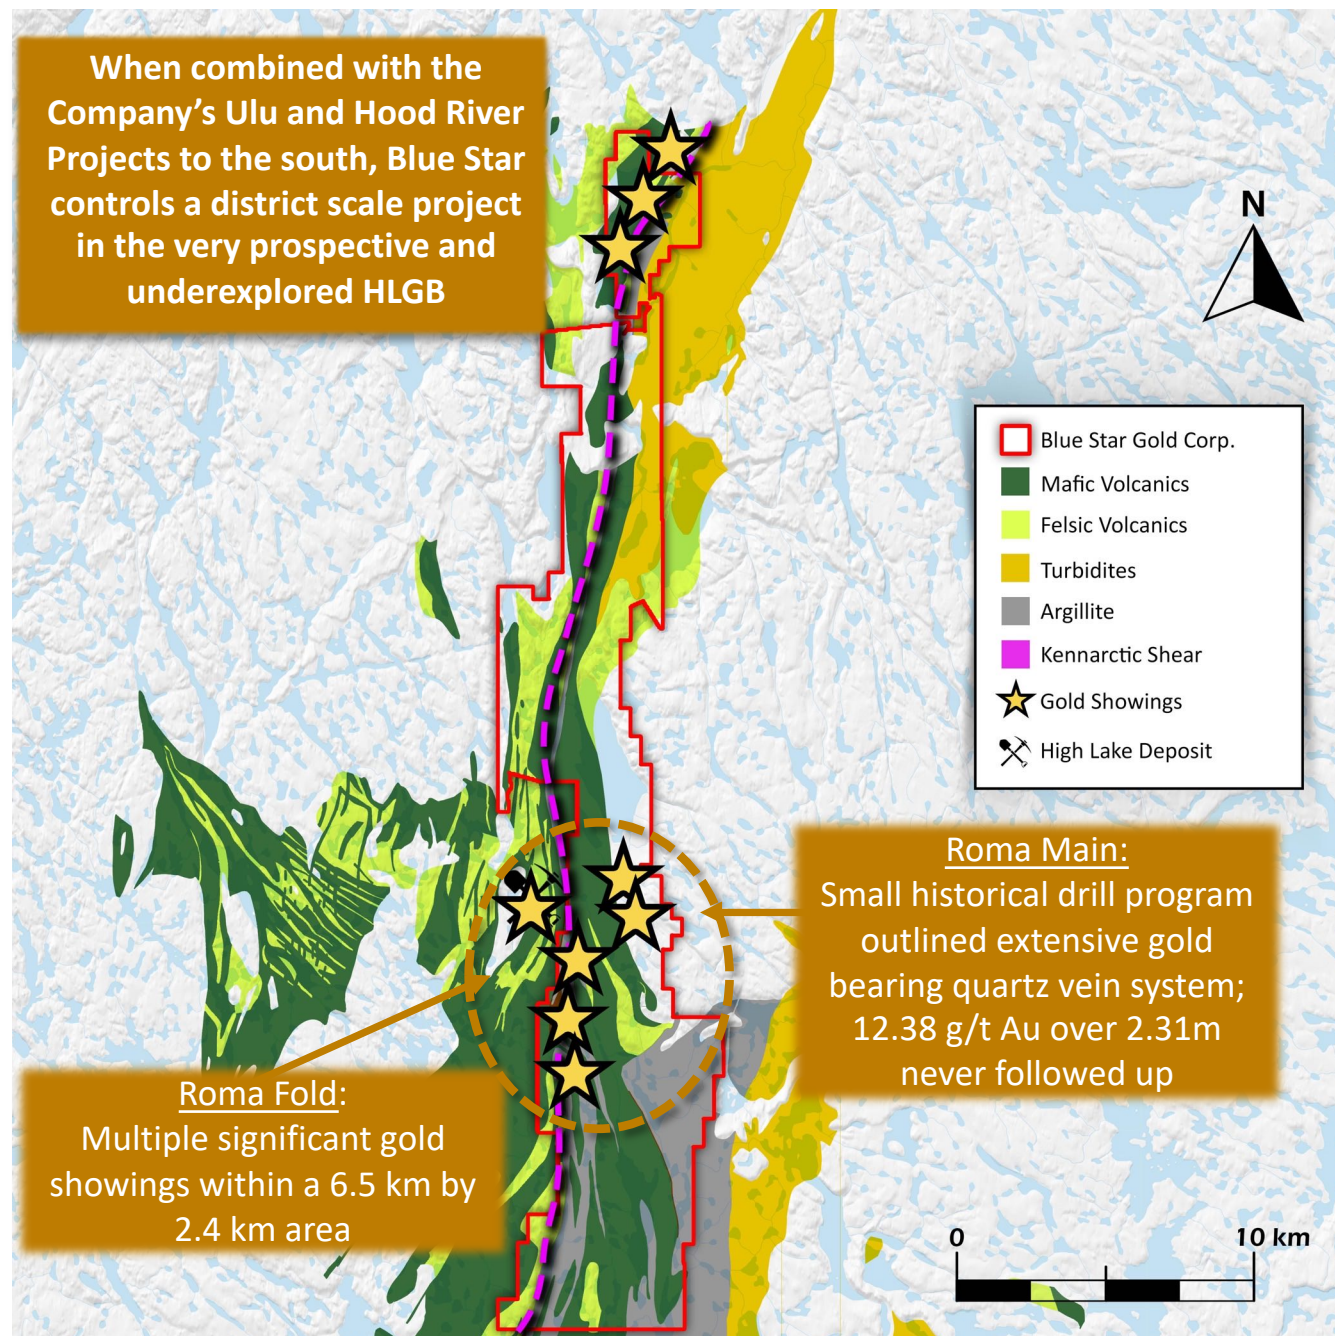 When combined with the
Company’s Ulu and Hood River
Projects to the south, Blue Star
controls a district scale project
in the very prospective and
underexplored HLGB
N
Blue Star Gold Corp.
Mafic Volcanics
Felsic Volcanics
Turbidites
Argillite
Kennarctic Shear
Gold Showings
High Lake Deposit
Roma Main:
Small historical drill program
outlined extensive gold
bearing quartz vein system;
12.38 g/t Au over 2.31m
never followed up
Roma Fold:
Multiple significant gold
showings within a 6.5 km by
2.4 km area
0
10 km